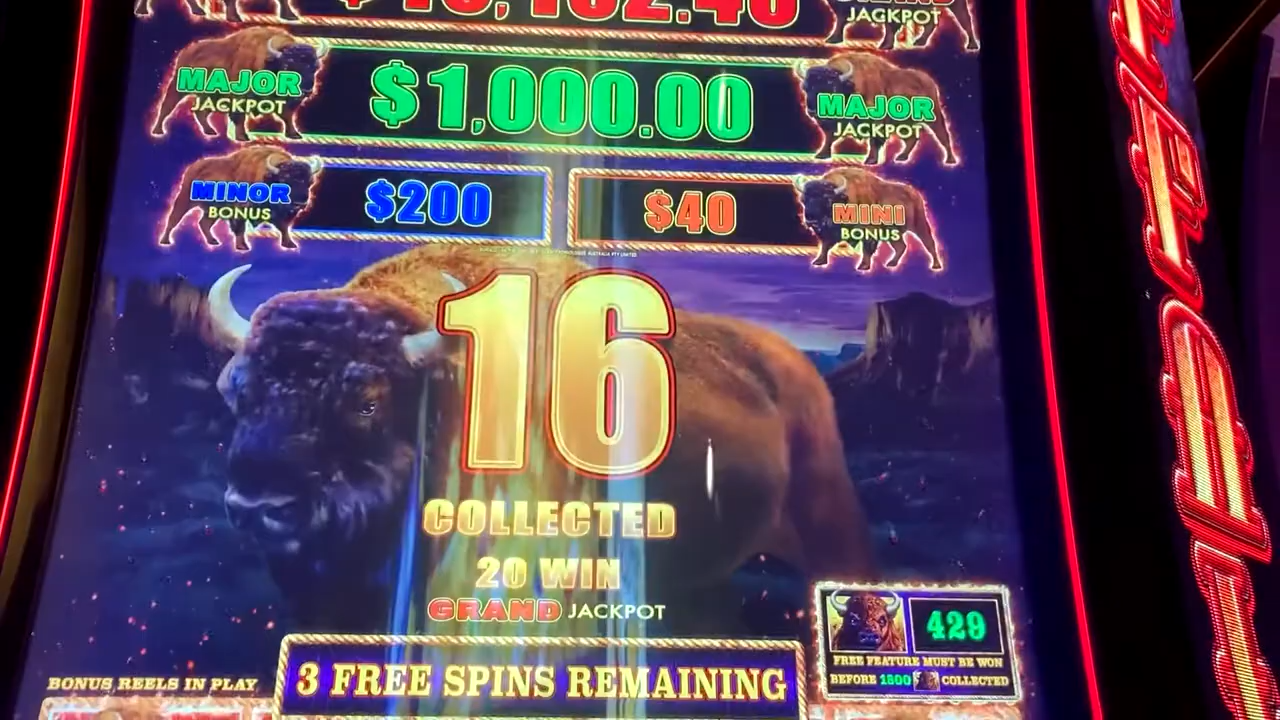 JACKPOT
MAJOR
JACKPOT
$1,000.00
MAJOR
JACKPOT
MINOR
BONUS
$200
$40
MINI
BONUS
16
COLLECTED
20 WIN
GRAND JACKPOT
429
FREE FEATURE MUST BE WON
BEFORE 1800 COLLECTED
BONUS REELS IN PLAY
3 FREE SPINS REMAINING